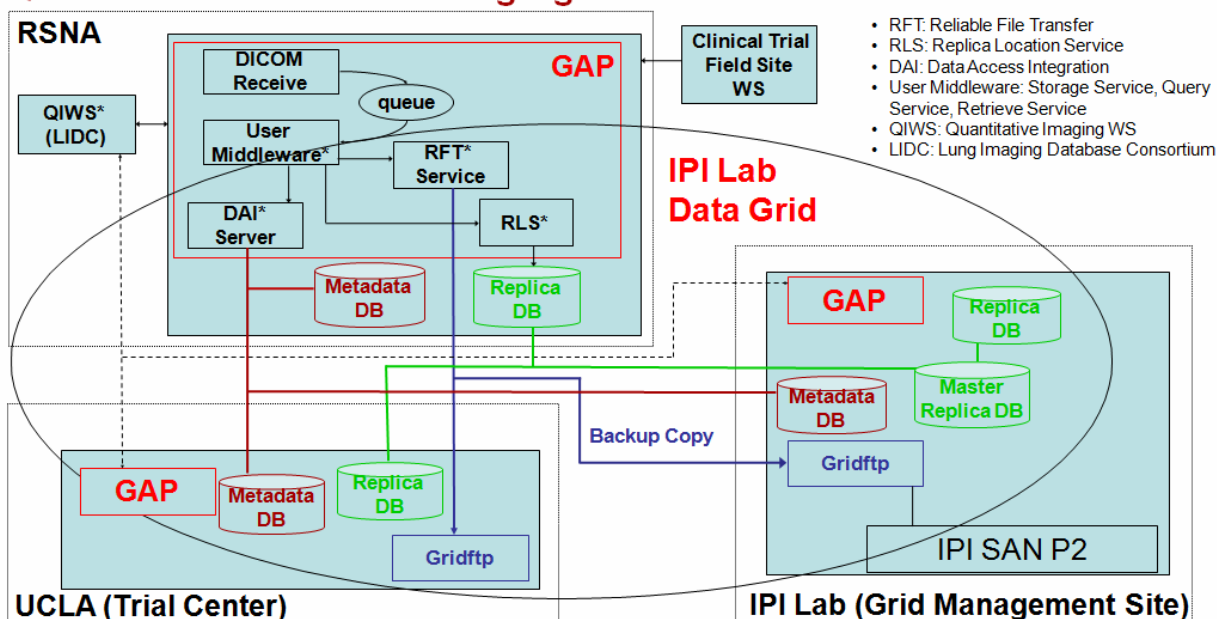 RSNA
GAP
DICOM
Receive
queue
User
Middleware*
RFT*
Service
DAI*
Server
RLS*
Metadata
DB
Replica
DB
QIWS*
(LIDC)
Clinical Trial
Field Site
WS
• RFT: Reliable File Transfer
• RLS: Replica Location Service
• DAI: Data Access Integration
• User Middleware: Storage Service, Query
Service, Retrieve Service
• QIWS: Quantitative Imaging WS
• LIDC: Lung Imaging Database Consortium
IPI Lab
Data Grid
GAP
Replica
DB
Metadata
DB
Master
Replica DB
Backup Copy
Gridftp
IPI SAN P2
IPI Lab (Grid Management Site)
GAP
Metadata
DB
Replica
DB
Gridftp
UCLA (Trial Center)